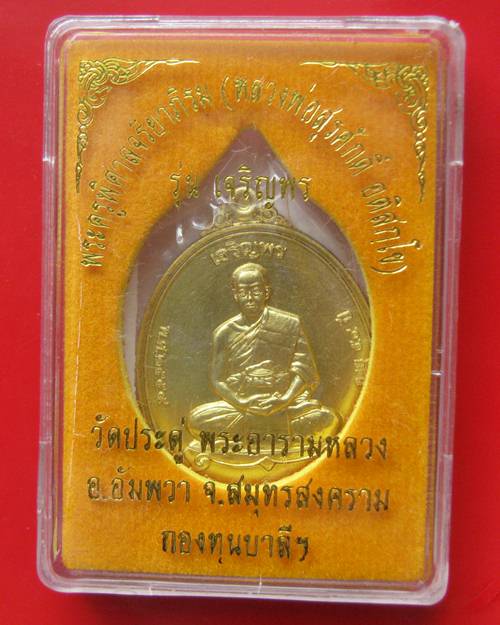 พระครูพิศาลจริยาภิรม (หลวงพ่อสุรศักดิ์ อติสกฺโข)
รุ่น เจริญพร
เจริญพร
วัดประดู่ พระอารามหลวง
อ.อัมพวา จ.สมุทรสงคราม
กองทุนบาลีฯ